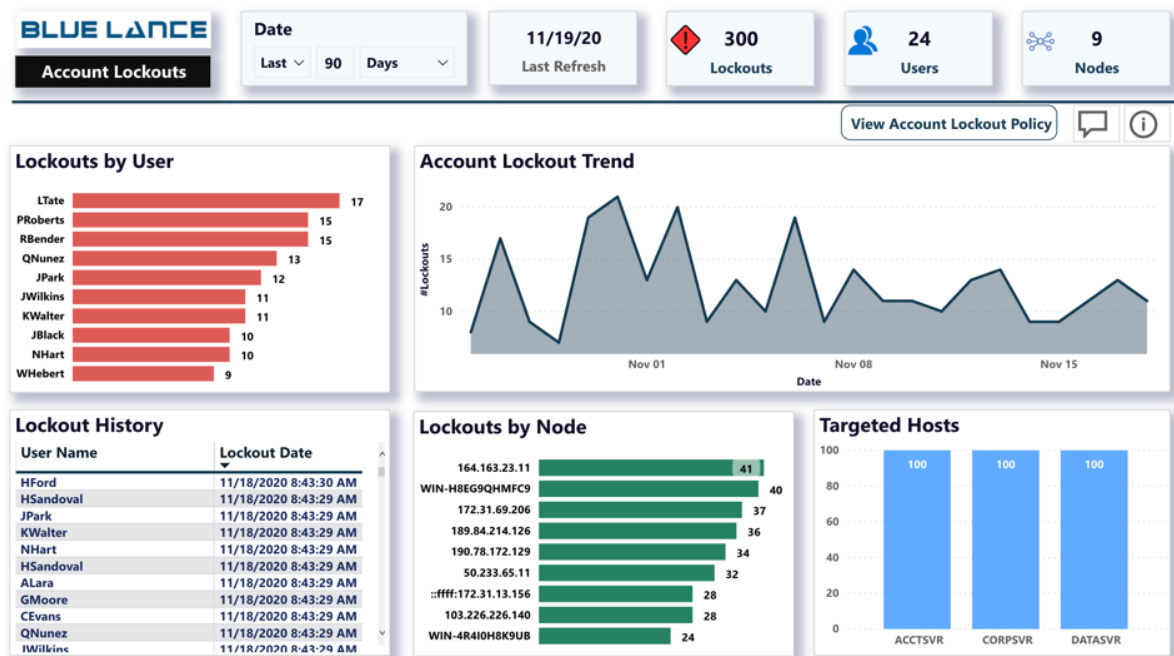 BLUE LANCE
Account Lockouts
Date
Last 90 Days
11/19/20
Last Refresh
300
Lockouts
24
Users
9
Nodes
View Account Lockout Policy
Lockouts by User
LTate 17
PRoberts 15
RBender 15
QNunez 13
JPark 12
JWilkins 11
KWalter 11
JBlack 10
NHart 10
WHebert 9
Account Lockout Trend
#Lockouts
20
15
10
Nov 01 Nov 08 Nov 15
Date
Lockout History
User Name Lockout Date
HFord 11/18/2020 8:43:30 AM
HSandoval 11/18/2020 8:43:29 AM
JPark 11/18/2020 8:43:29 AM
KWalter 11/18/2020 8:43:29 AM
NHart 11/18/2020 8:43:29 AM
HSandoval 11/18/2020 8:43:29 AM
ALara 11/18/2020 8:43:29 AM
GMoore 11/18/2020 8:43:29 AM
CEvans 11/18/2020 8:43:29 AM
QNunez 11/18/2020 8:43:29 AM
JWilkins 11/18/2020 8:43:29 AM
Lockouts by Node
164.163.23.11 41
WIN-H8EG9QHMFC9 40
172.31.69.206 37
189.84.214.126 36
190.78.172.129 34
50.233.65.11 32
::ffff:172.31.13.156 28
103.226.226.140 28
WIN-4R4I0H8K9UB 24
Targeted Hosts
100
80
60
40
20
0
100 100 100
ACCTSVR CORPSVR DATASVR